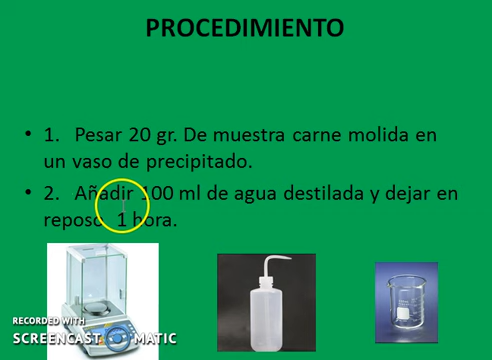 PROCEDIMIENTO
• 1. Pesar 20 gr. De muestra carne molida en
un vaso de precipitado.
• 2. Añadir 100 ml de agua destilada y dejar en
reposo 1 hora.
RECORDED WITH
SCREENCAST MATIC